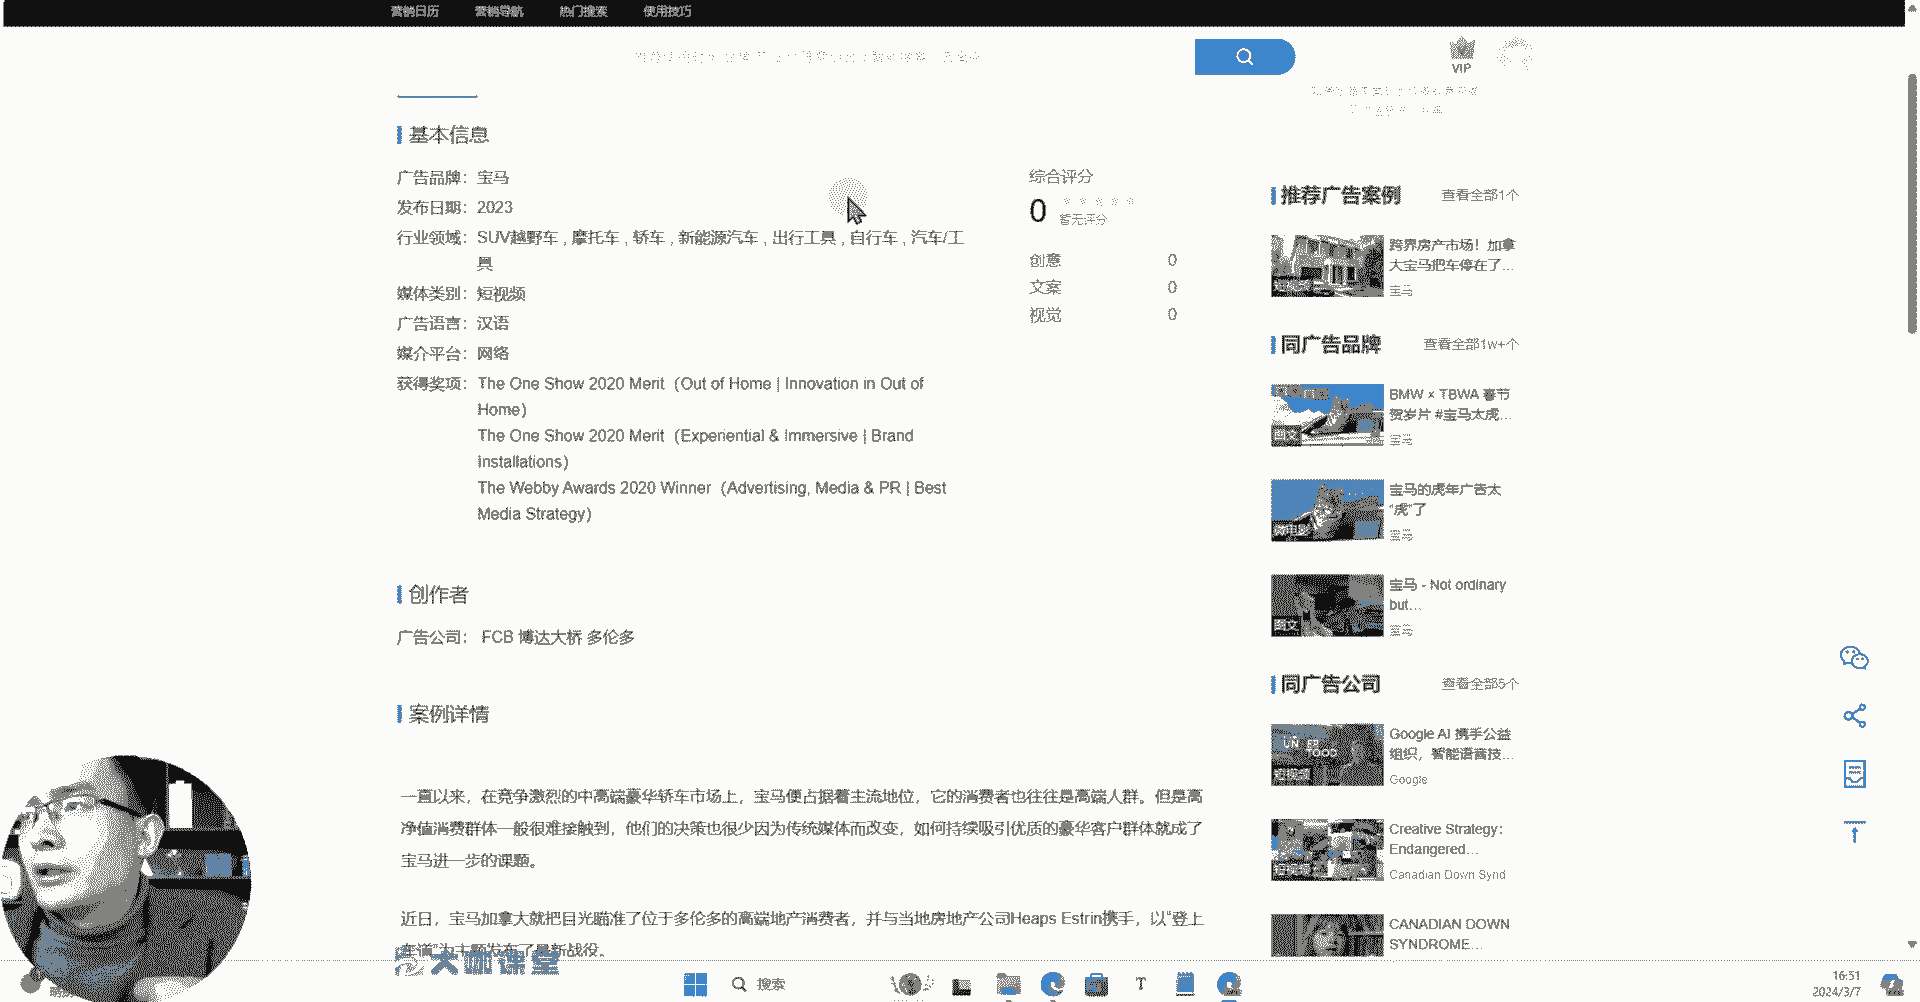 营销日历 营销导航 热门搜索 使用技巧
VIP
基本信息
广告品牌：宝马
发布日期：2023
行业领域：SUV越野车 , 摩托车 , 轿车 , 新能源汽车 , 出行工具 , 自行车 , 汽车/工
具
媒体类别：短视频
广告语言：汉语
媒介平台：网络
获得奖项：The One Show 2020 Merit（Out of Home | Innovation in Out of
Home）
The One Show 2020 Merit（Experiential & Immersive | Brand
Installations）
The Webby Awards 2020 Winner（Advertising, Media & PR | Best
Media Strategy）
综合评分
0
暂无评分
创意 0
文案 0
视觉 0
创作者
广告公司： FCB 博达大桥 多伦多
案例详情
一直以来，在竞争激烈的中高端豪华轿车市场上，宝马便占据着主流地位，它的消费者也往往是高端人群。但是高
净值消费群体一般很难接触到，他们的决策也很少因为传统媒体而改变，如何持续吸引优质的豪华客户群体就成了
宝马进一步的课题。
近日，宝马加拿大就把目光瞄准了位于多伦多的高端地产消费者，并与当地房地产公司Heaps Estrin携手，以“登上
车道”为主题发布了最新战役。
推荐广告案例 查看全部1个
跨界房产市场！加拿
大宝马把车停在了...
短视频
宝马
同广告品牌 查看全部1w+个
BMW × TBWA 春节
贺岁片 #宝马太虎...
图文
宝马
宝马的虎年广告太
“虎”了
微电影
宝马
宝马 - Not ordinary
but...
图文
宝马
同广告公司 查看全部5个
Google AI 携手公益
组织，智能语音技...
短视频
Google
Creative Strategy:
Endangered...
短视频
Canadian Down Synd
CANADIAN DOWN
SYNDROME...
大咖课堂
搜索
16:51
2024/3/7